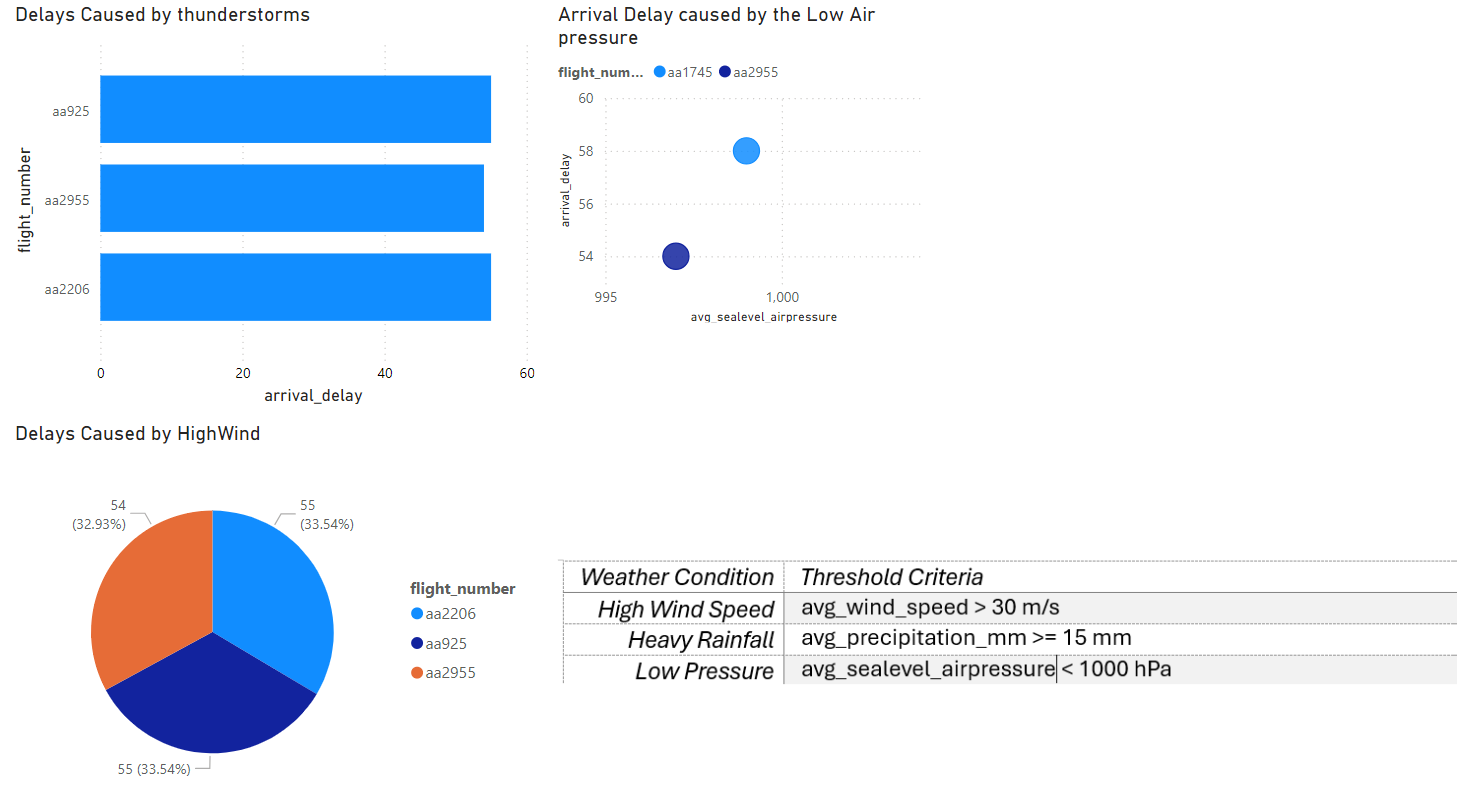 Delays Caused by thunderstorms
flight_number
aa925
aa2955
aa2206
0 20 40 60
arrival_delay
Arrival Delay caused by the Low Air
pressure
flight_num... aa1745 aa2955
arrival_delay
60
58
56
54
995 1,000
avg_sealevel_airpressure
Delays Caused by HighWind
54
(32.93%)
55
(33.54%)
55 (33.54%)
flight_number
aa2206
aa925
aa2955
Weather Condition Threshold Criteria
High Wind Speed avg_wind_speed > 30 m/s
Heavy Rainfall avg_precipitation_mm >= 15 mm
Low Pressure avg_sealevel_airpressure < 1000 hPa